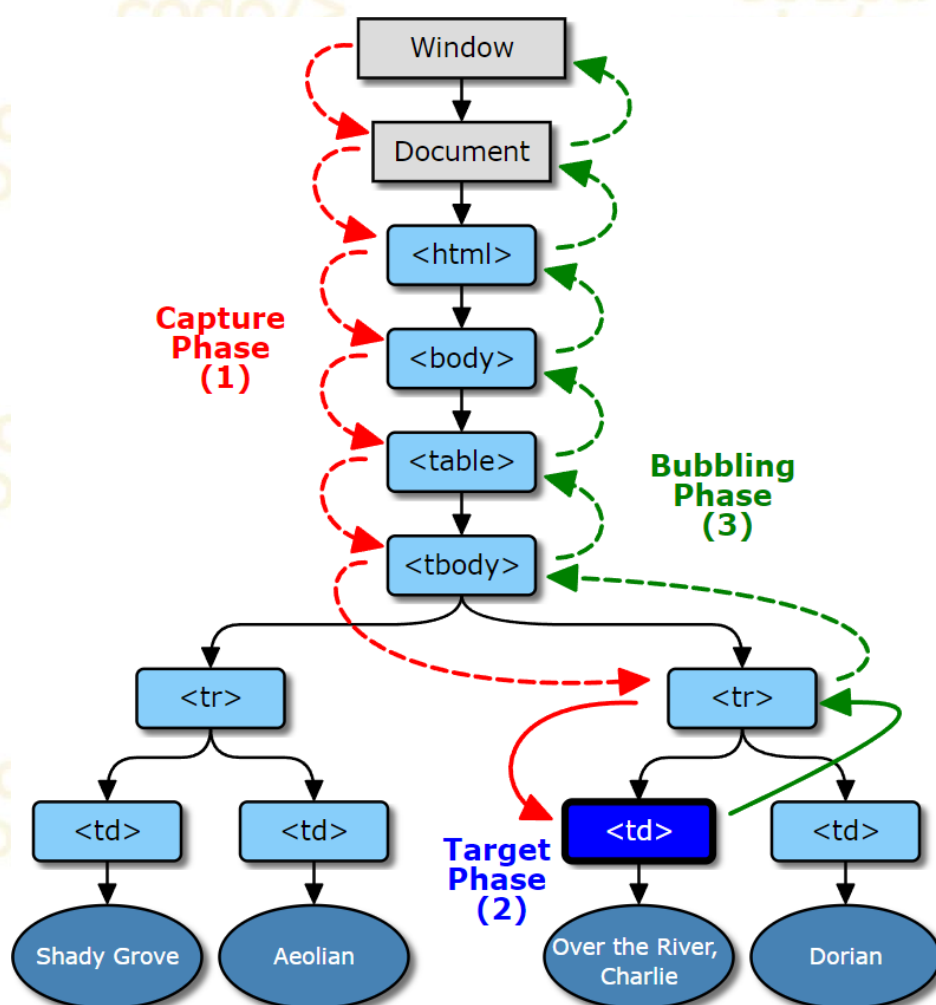 Window
Document
<html>
Capture
Phase
(1)
<body>
<table>
Bubbling
Phase
(3)
<tbody>
<tr>
<tr>
<td>
<td>
<td>
<td>
Target
Phase
(2)
Shady Grove
Aeolian
Over the River,
Charlie
Dorian